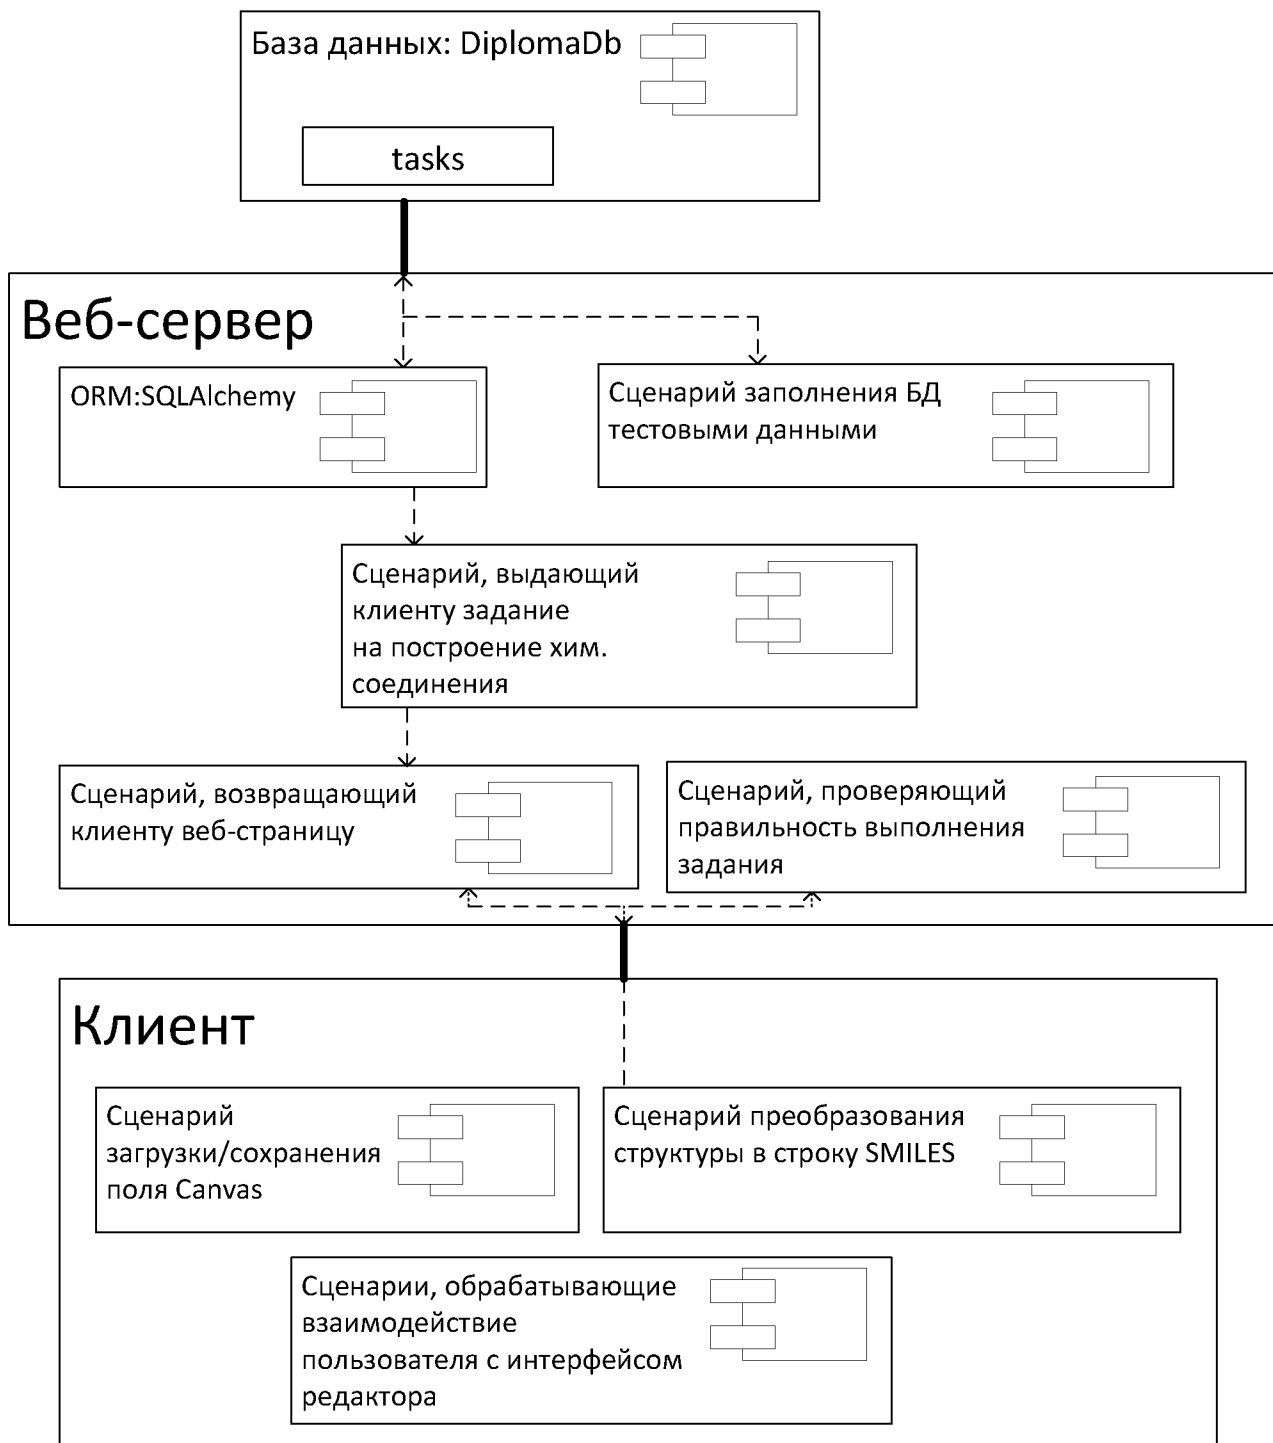 База данных: DiplomaDb
tasks
Веб-сервер
ORM:SQLAlchemy
Сценарий заполнения БД
тестовыми данными
Сценарий, выдающий
клиенту задание
на построение хим.
соединения
Сценарий, возвращающий
клиенту веб-страницу
Сценарий, проверяющий
правильность выполнения
задания
Клиент
Сценарий
загрузки/сохранения
поля Canvas
Сценарий преобразования
структуры в строку SMILES
Сценарии, обрабатывающие
взаимодействие
пользователя с интерфейсом
редактора